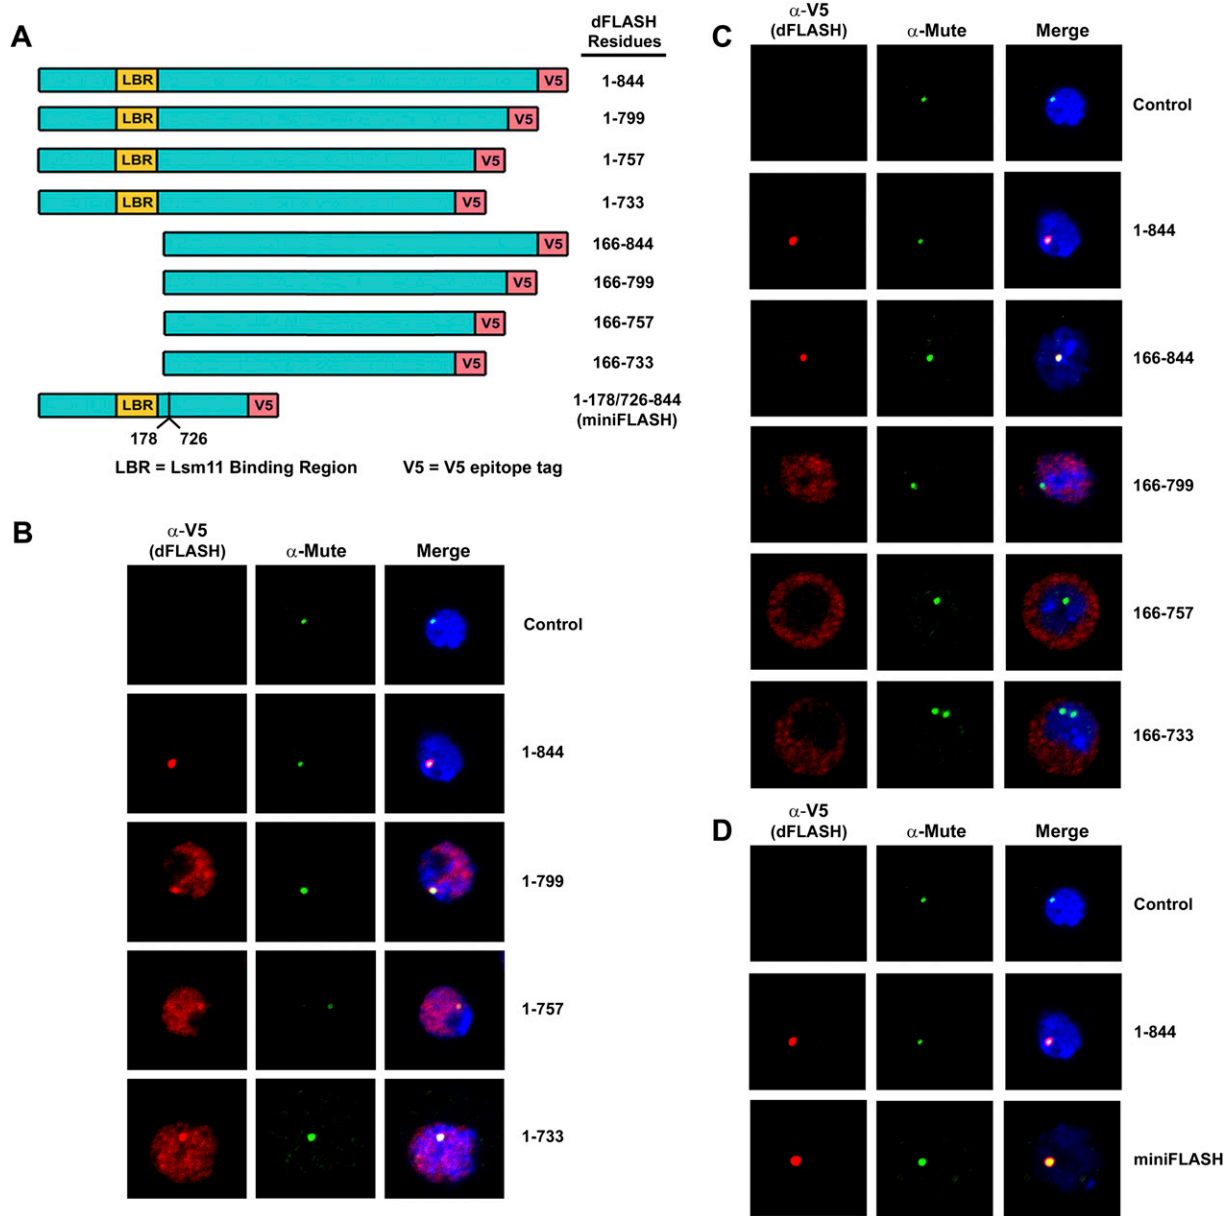 A
dFLASH
Residues
LBR V5 1-844
LBR V5 1-799
LBR V5 1-757
LBR V5 1-733
V5 166-844
V5 166-799
V5 166-757
V5 166-733
LBR V5 1-178/726-844
(miniFLASH)
178 726
LBR = Lsm11 Binding Region V5 = V5 epitope tag
B
α-V5
(dFLASH) α-Mute Merge
Control
1-844
1-799
1-757
1-733
C
α-V5
(dFLASH) α-Mute Merge
Control
1-844
166-844
166-799
166-757
166-733
D
α-V5
(dFLASH) α-Mute Merge
Control
1-844
miniFLASH